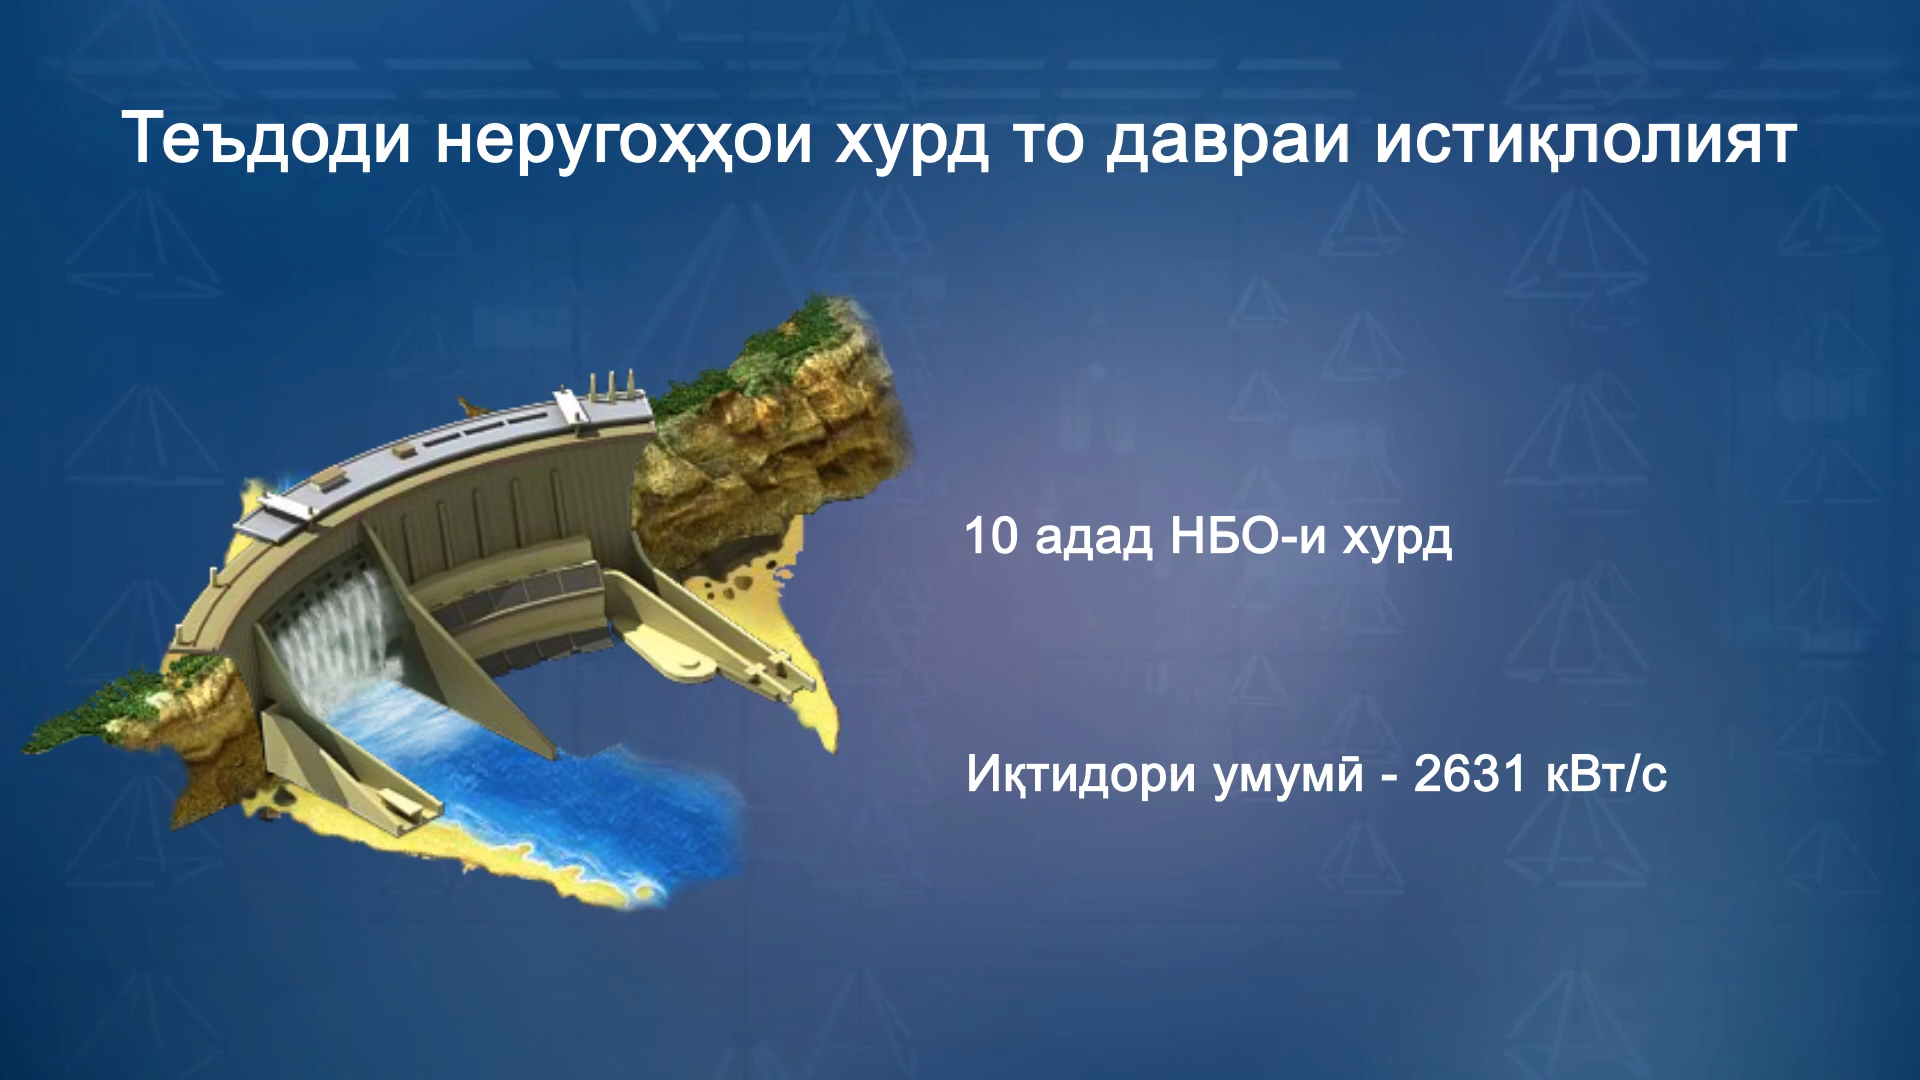 Теъдоди неругоҳҳои хурд то давраи истиқлолият
10 адад НБО-и хурд
Иқтидори умумӣ - 2631 кВт/с